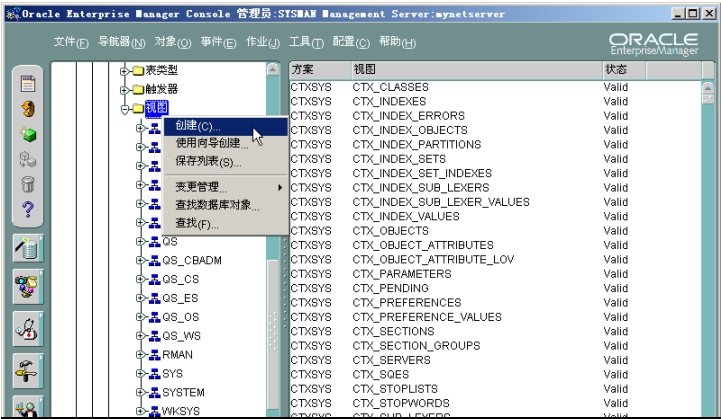 Oracle Enterprise Manager Console 管理员:SYSMAN Management Server:mynetserver
文件(F) 导航器(N) 对象(O) 事件(E) 作业(J) 工具(T) 配置(C) 帮助(H)
ORACLE
EnterpriseManager
表类型
触发器
视图
创建(C)...
使用向导创建...
保存列表(S)...
变更管理...
查找数据库对象...
查找(F)...
QS
QS_CBADM
QS_CS
QS_ES
QS_OS
QS_WS
RMAN
SYS
SYSTEM
WKSYS
方案 视图 状态
CTXSYS CTX_CLASSES Valid
CTXSYS CTX_INDEXES Valid
CTXSYS CTX_INDEX_ERRORS Valid
CTXSYS CTX_INDEX_OBJECTS Valid
CTXSYS CTX_INDEX_PARTITIONS Valid
CTXSYS CTX_INDEX_SETS Valid
CTXSYS CTX_INDEX_SET_INDEXES Valid
CTXSYS CTX_INDEX_SUB_LEXERS Valid
CTXSYS CTX_INDEX_SUB_LEXER_VALUES Valid
CTXSYS CTX_INDEX_VALUES Valid
CTXSYS CTX_OBJECTS Valid
CTXSYS CTX_OBJECT_ATTRIBUTES Valid
CTXSYS CTX_OBJECT_ATTRIBUTE_LOV Valid
CTXSYS CTX_PARAMETERS Valid
CTXSYS CTX_PENDING Valid
CTXSYS CTX_PREFERENCES Valid
CTXSYS CTX_PREFERENCE_VALUES Valid
CTXSYS CTX_SECTIONS Valid
CTXSYS CTX_SECTION_GROUPS Valid
CTXSYS CTX_SERVERS Valid
CTXSYS CTX_SQES Valid
CTXSYS CTX_STOPLISTS Valid
CTXSYS CTX_STOPWORDS Valid
CTXSYS CTX_SUB_LEXERS Valid